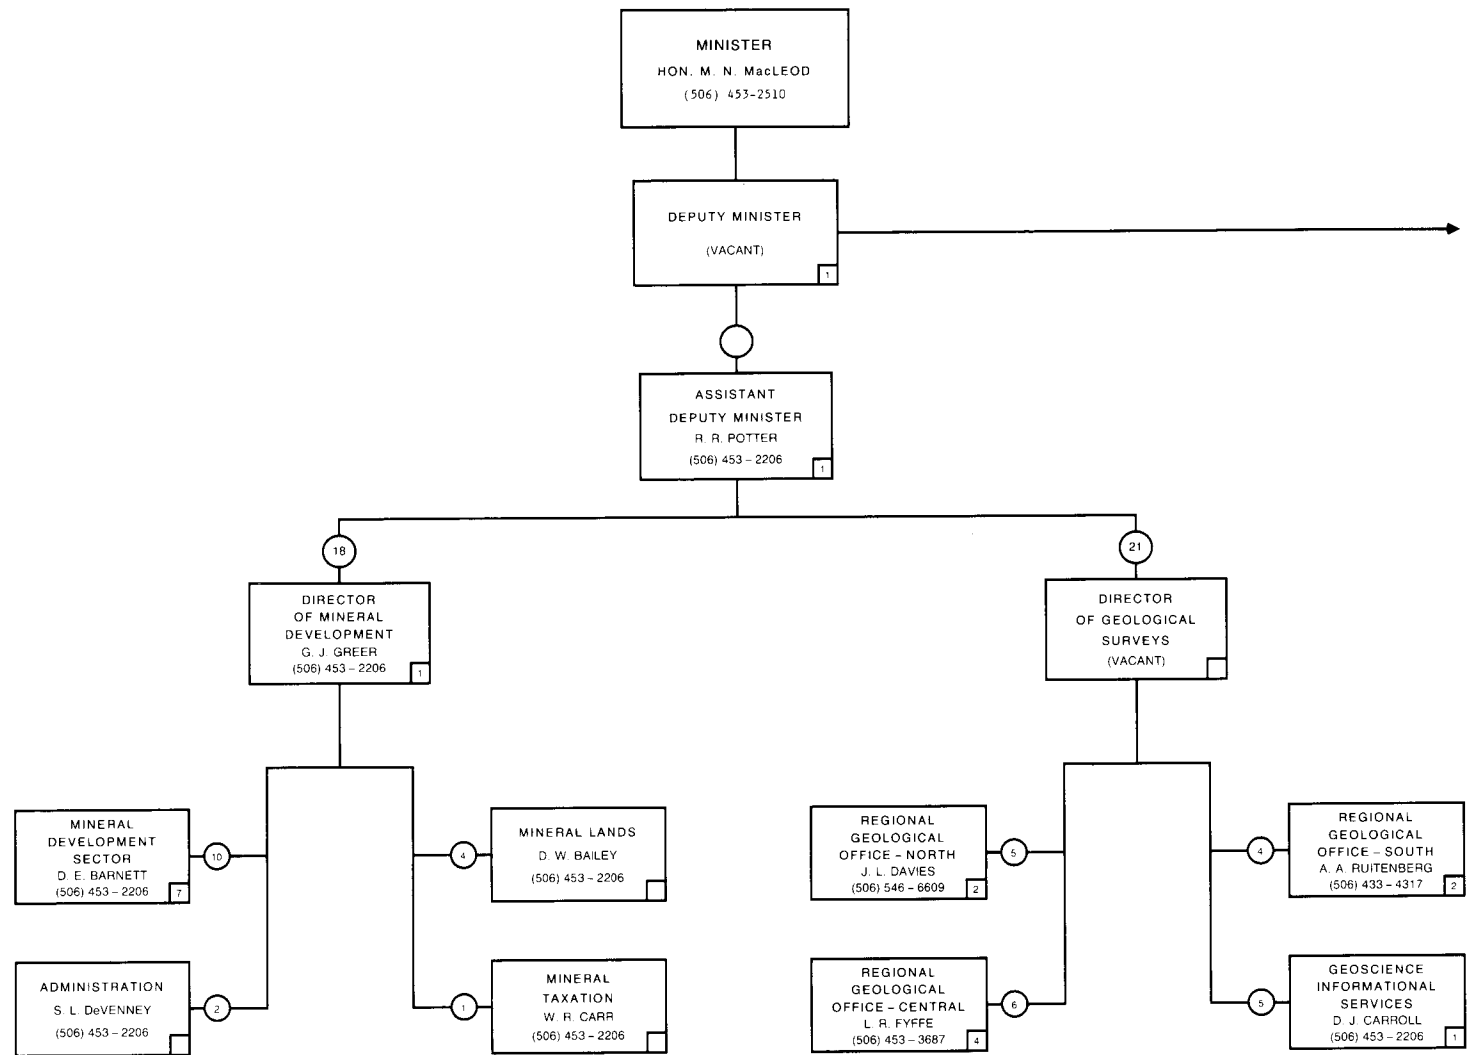 MINISTER
HON. M. N. MacLEOD
(506) 453-2510
DEPUTY MINISTER
(VACANT)
1
ASSISTANT
DEPUTY MINISTER
R. R. POTTER
(506) 453 – 2206
1
18
DIRECTOR
OF MINERAL
DEVELOPMENT
G. J. GREER
(506) 453 – 2206
1
21
DIRECTOR
OF GEOLOGICAL
SURVEYS
(VACANT)
MINERAL
DEVELOPMENT
SECTOR
D. E. BARNETT
(506) 453 – 2206
7
10
4
MINERAL LANDS
D. W. BAILEY
(506) 453 – 2206
ADMINISTRATION
S. L. DeVENNEY
(506) 453 – 2206
2
1
MINERAL
TAXATION
W. R. CARR
(506) 453 – 2206
REGIONAL
GEOLOGICAL
OFFICE – NORTH
J. L. DAVIES
(506) 546 – 6609
2
5
4
REGIONAL
GEOLOGICAL
OFFICE – SOUTH
A. A. RUITENBERG
(506) 433 – 4317
2
REGIONAL
GEOLOGICAL
OFFICE – CENTRAL
L. R. FYFFE
(506) 453 – 3687
4
6
5
GEOSCIENCE
INFORMATIONAL
SERVICES
D. J. CARROLL
(506) 453 – 2206
1